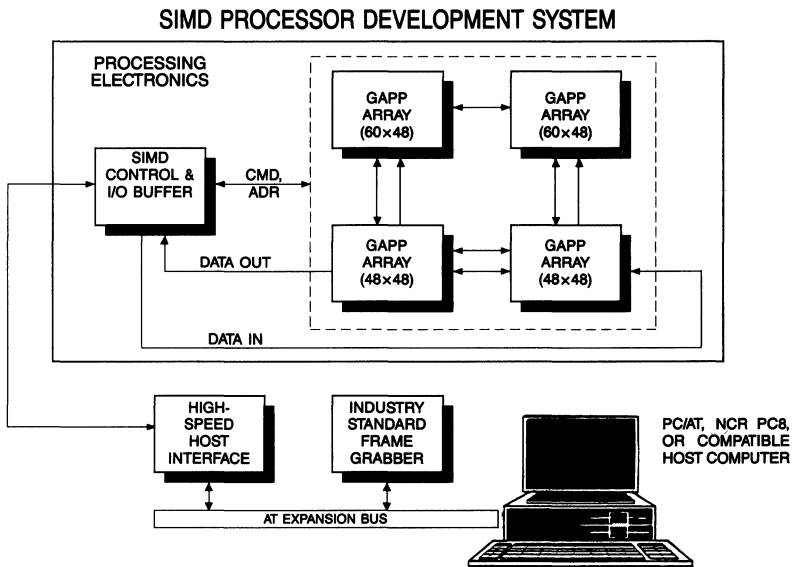 SIMD PROCESSOR DEVELOPMENT SYSTEM
PROCESSING
ELECTRONICS
GAPP
ARRAY
(60×48)
GAPP
ARRAY
(60×48)
SIMD
CONTROL &
I/O BUFFER
CMD,
ADR
GAPP
ARRAY
(48×48)
GAPP
ARRAY
(48×48)
DATA OUT
DATA IN
HIGH-
SPEED
HOST
INTERFACE
INDUSTRY
STANDARD
FRAME
GRABBER
PC/AT, NCR PC8,
OR COMPATIBLE
HOST COMPUTER
AT EXPANSION BUS